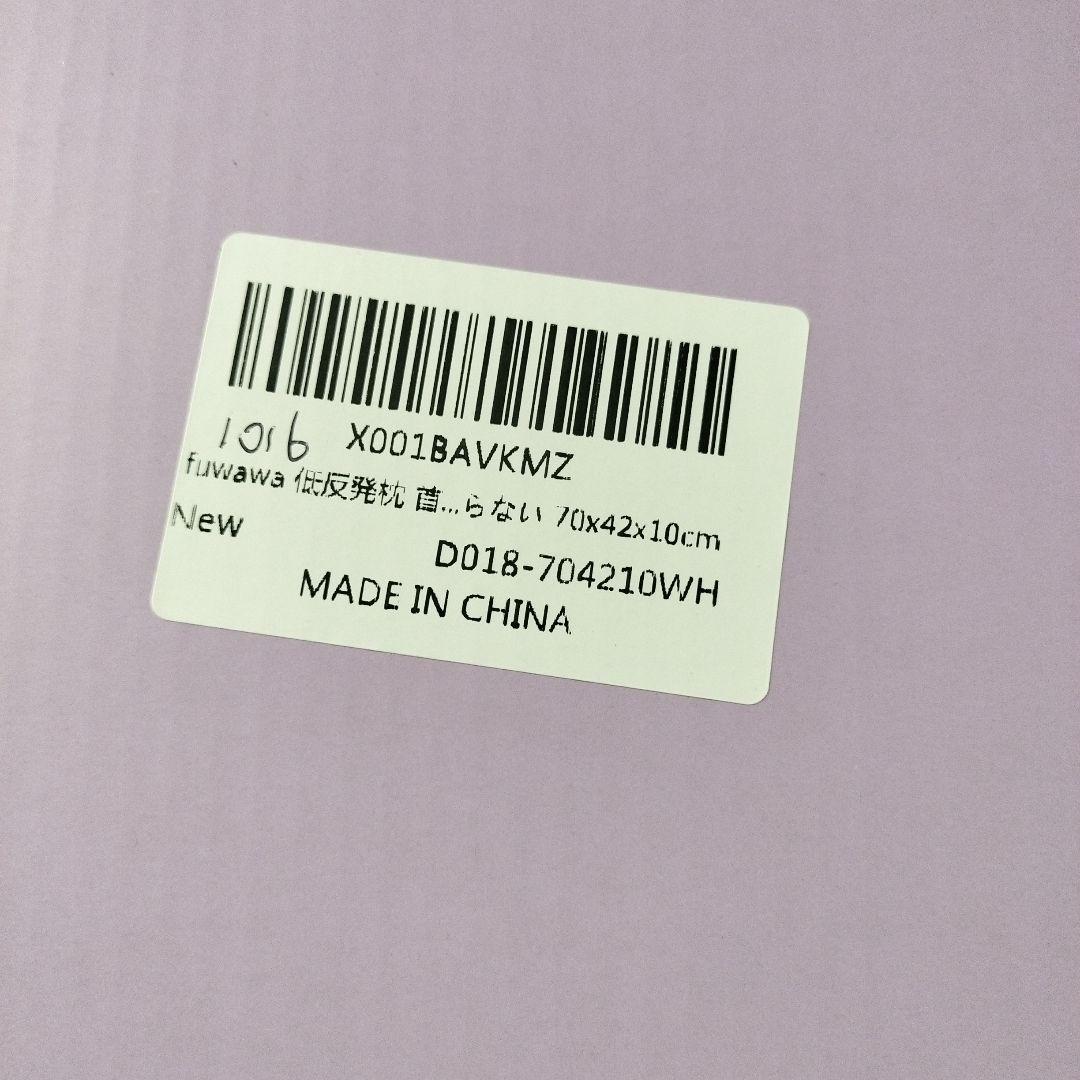 1016 X001BAVKMZ
fuwawa 低反発枕 首...らない 70x42x10cm
New
D018-704210WH
MADE IN CHINA